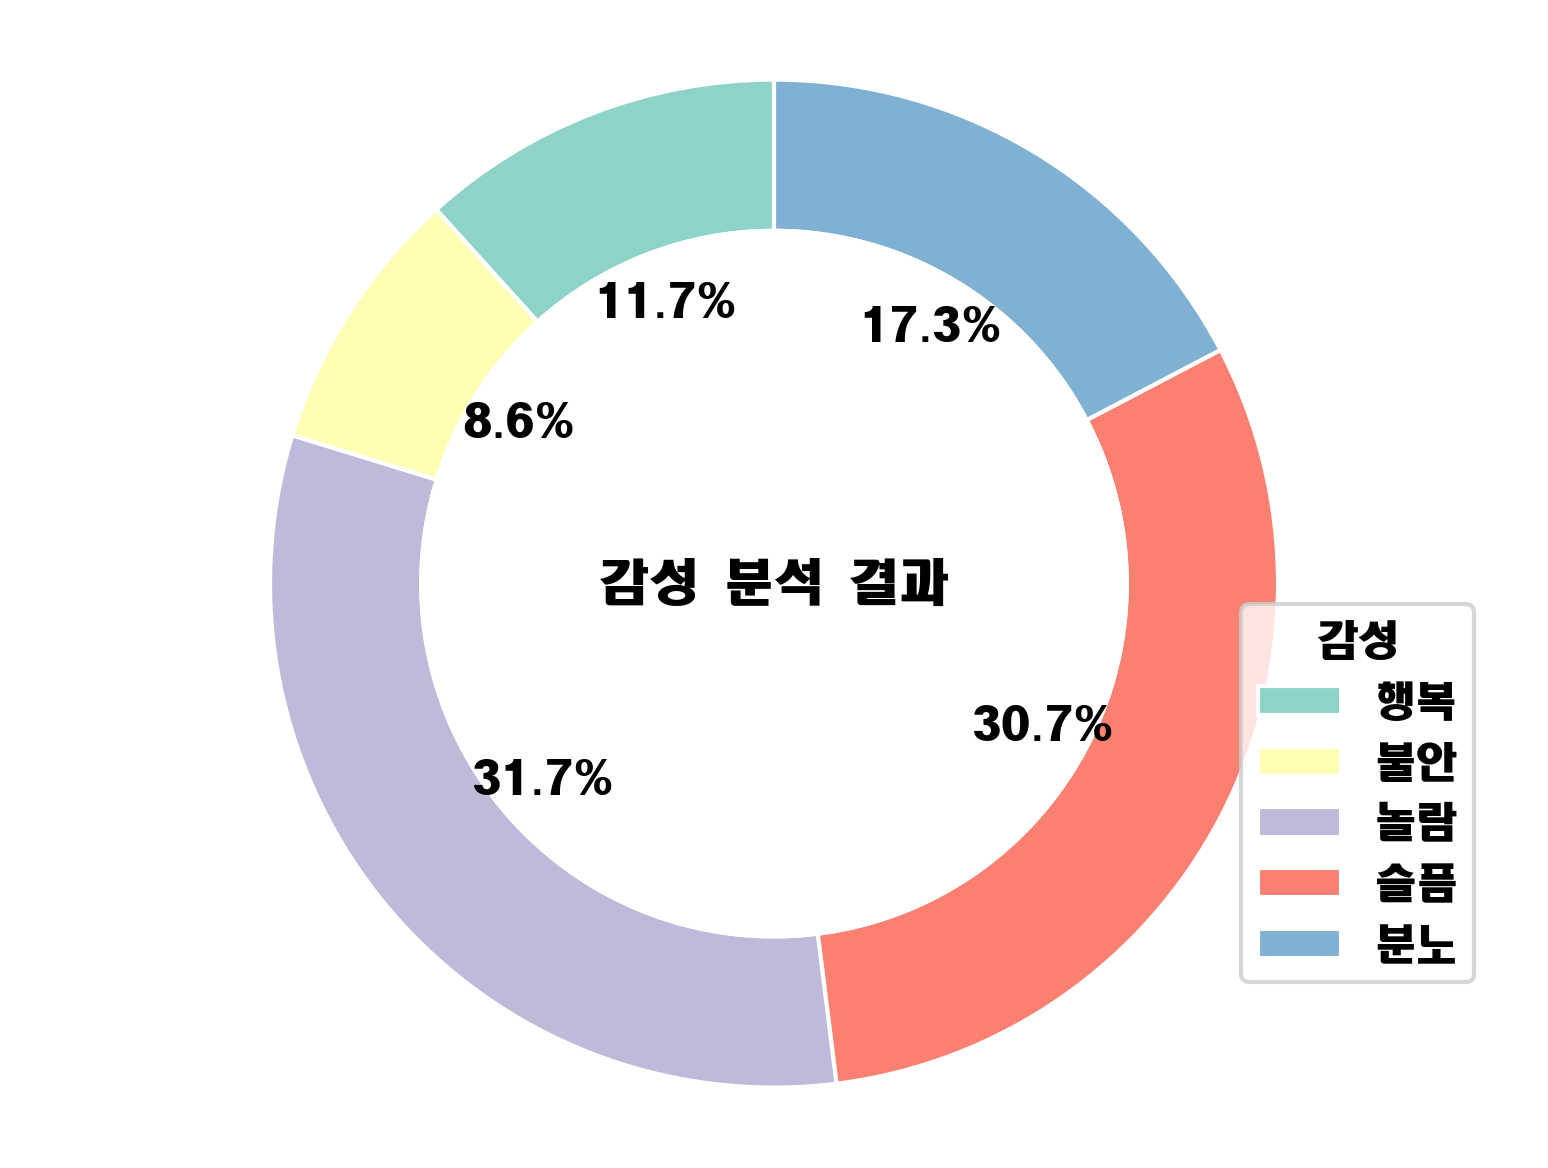 11.7%
17.3%
8.6%
감성 분석 결과
30.7%
31.7%
감성
행복
불안
놀람
슬픔
분노